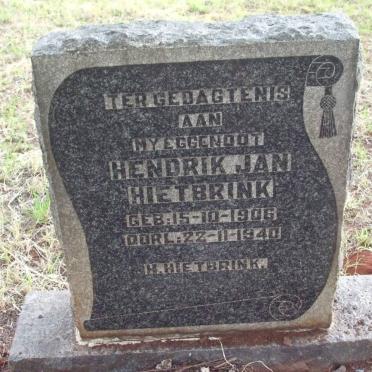 TER GEDAGTENIS
AAN
MY EGGENOOT
HENDRIK JAN
HIETBRINK
GEB: 15-10-1906
OORL: 22-11-1940
H. HIETBRINK.